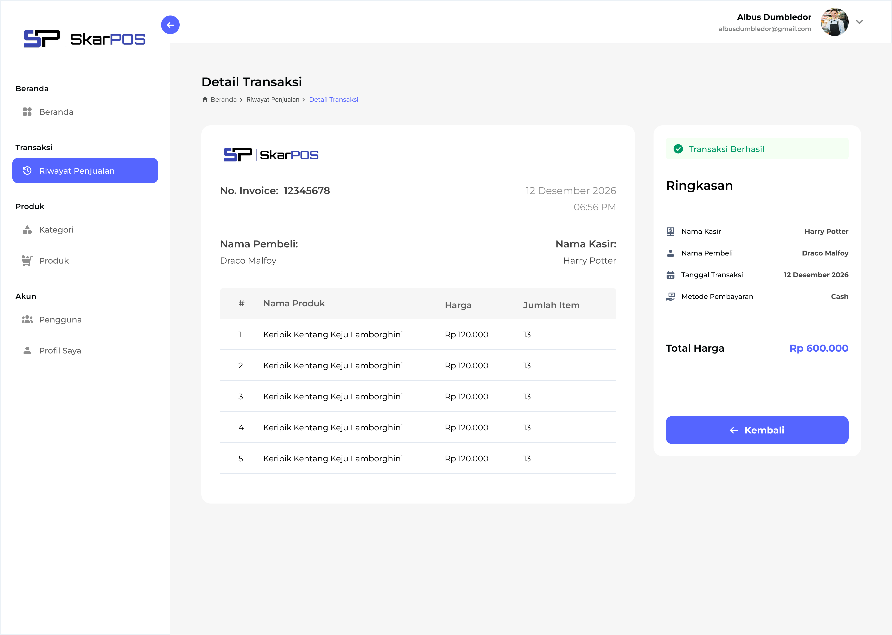 SP SkarPOS
Albus Dumbledor
albusdumbledor@gmail.com
Beranda
Beranda
Transaksi
Riwayat Penjualan
Produk
Kategori
Produk
Akun
Pengguna
Profil Saya
Detail Transaksi
Beranda > Riwayat Penjualan > Detail Transaksi
SP | SkarPOS
No. Invoice: 12345678
12 Desember 2026
06:56 PM
Nama Pembeli:
Nama Kasir:
Draco Malfoy
Harry Potter
# Nama Produk Harga Jumlah Item
1 Keripik Kentang Keju Lamborghini Rp 120.000 13
2 Keripik Kentang Keju Lamborghini Rp 120.000 13
3 Keripik Kentang Keju Lamborghini Rp 120.000 13
4 Keripik Kentang Keju Lamborghini Rp 120.000 13
5 Keripik Kentang Keju Lamborghini Rp 120.000 13
Transaksi Berhasil
Ringkasan
Nama Kasir Harry Potter
Nama Pembeli Draco Malfoy
Tanggal Transaksi 12 Desember 2026
Metode Pembayaran Cash
Total Harga Rp 600.000
Kembali